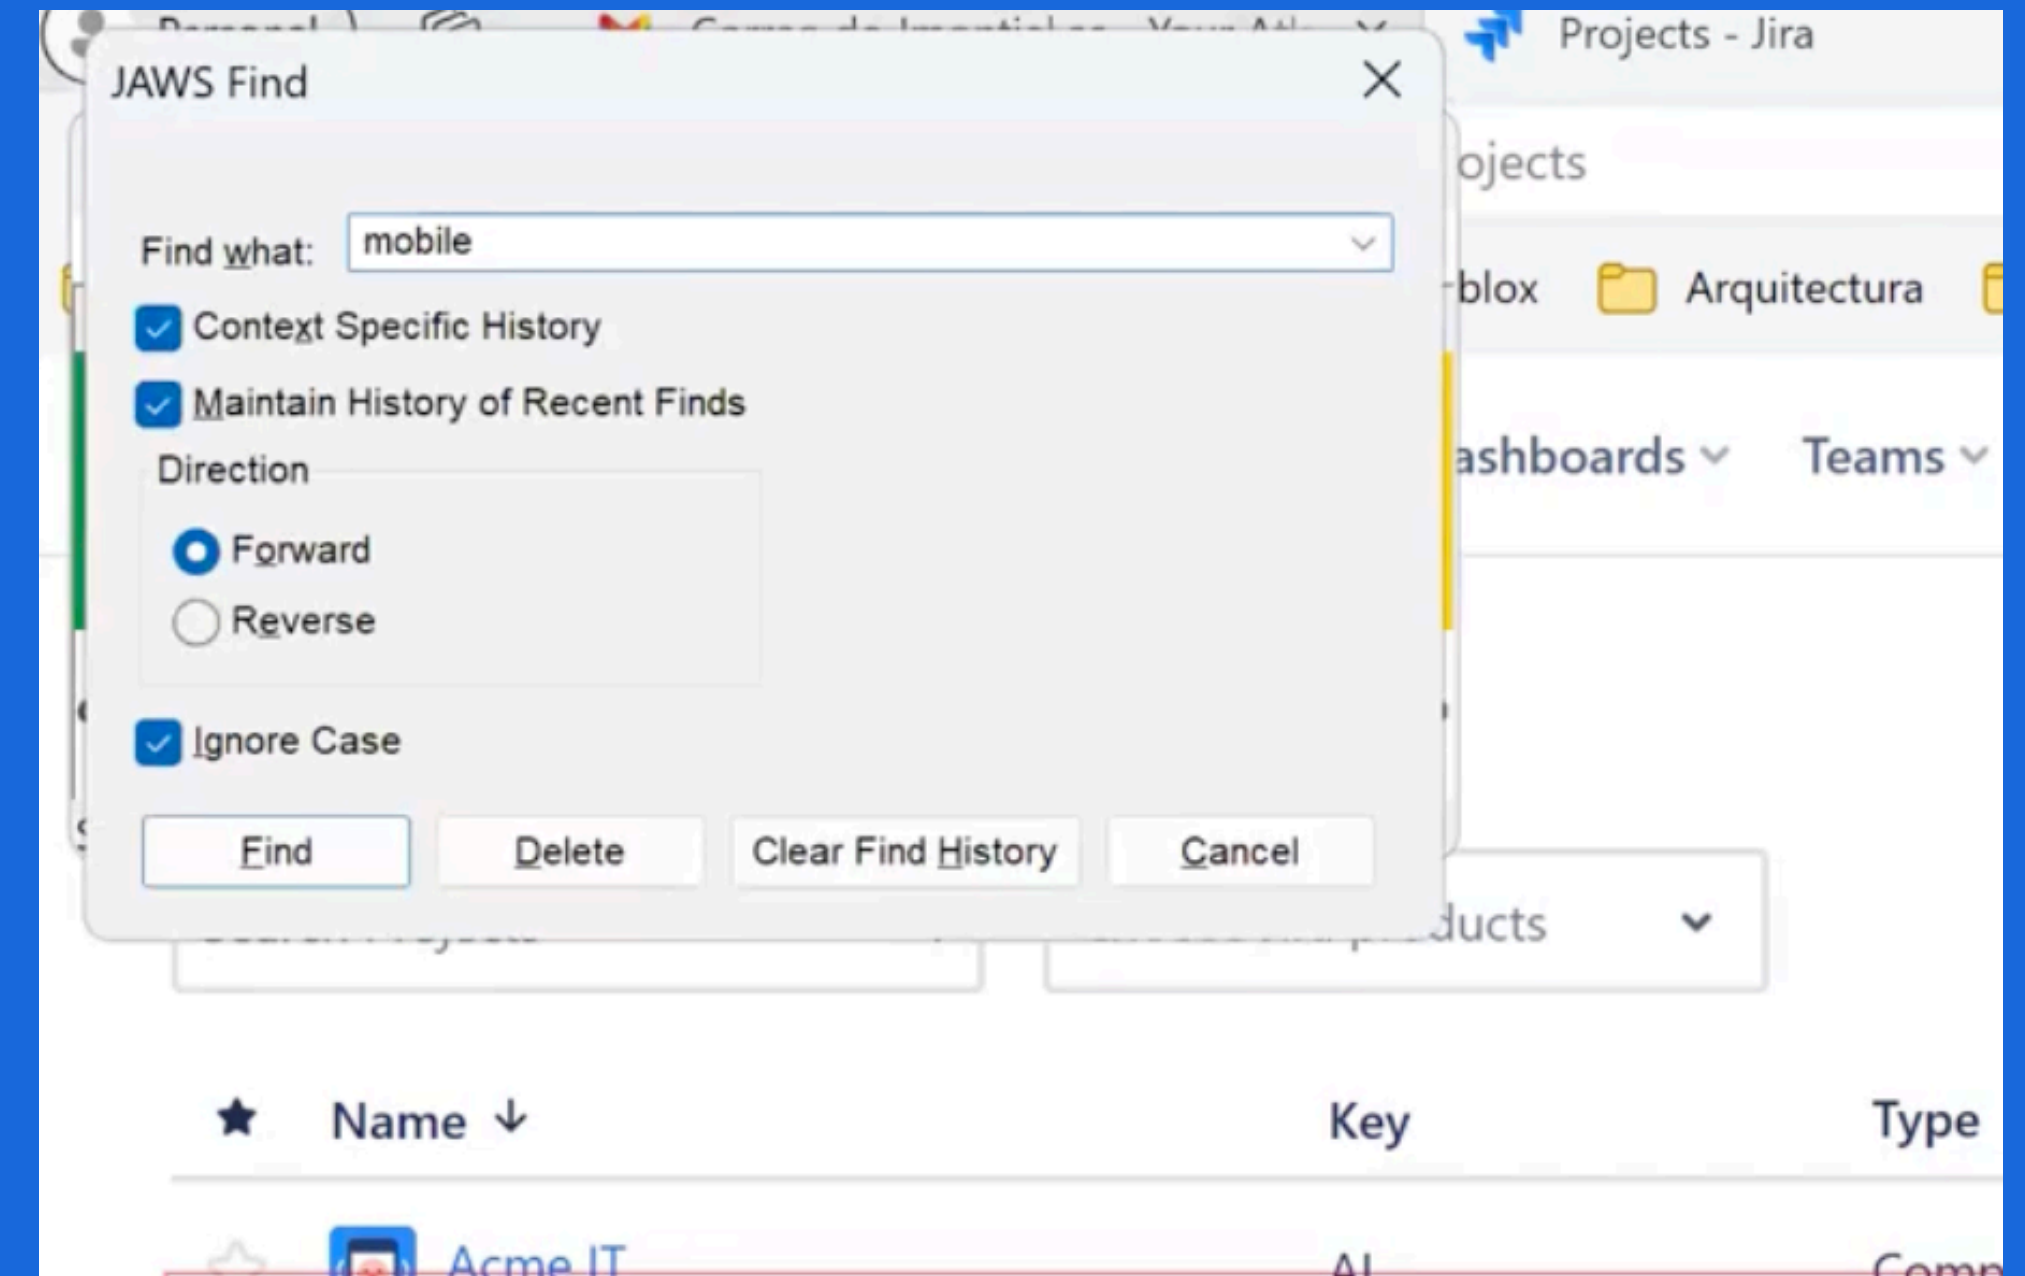 Projects - Jira
JAWS Find
ojects
Find what: mobile
blox
Arquitectura
Context Specific History
Maintain History of Recent Finds
ashboards
Teams
Direction
Forward
Reverse
Ignore Case
Find
Delete
Clear Find History
Cancel
ducts
Name
Key
Type
Acme IT